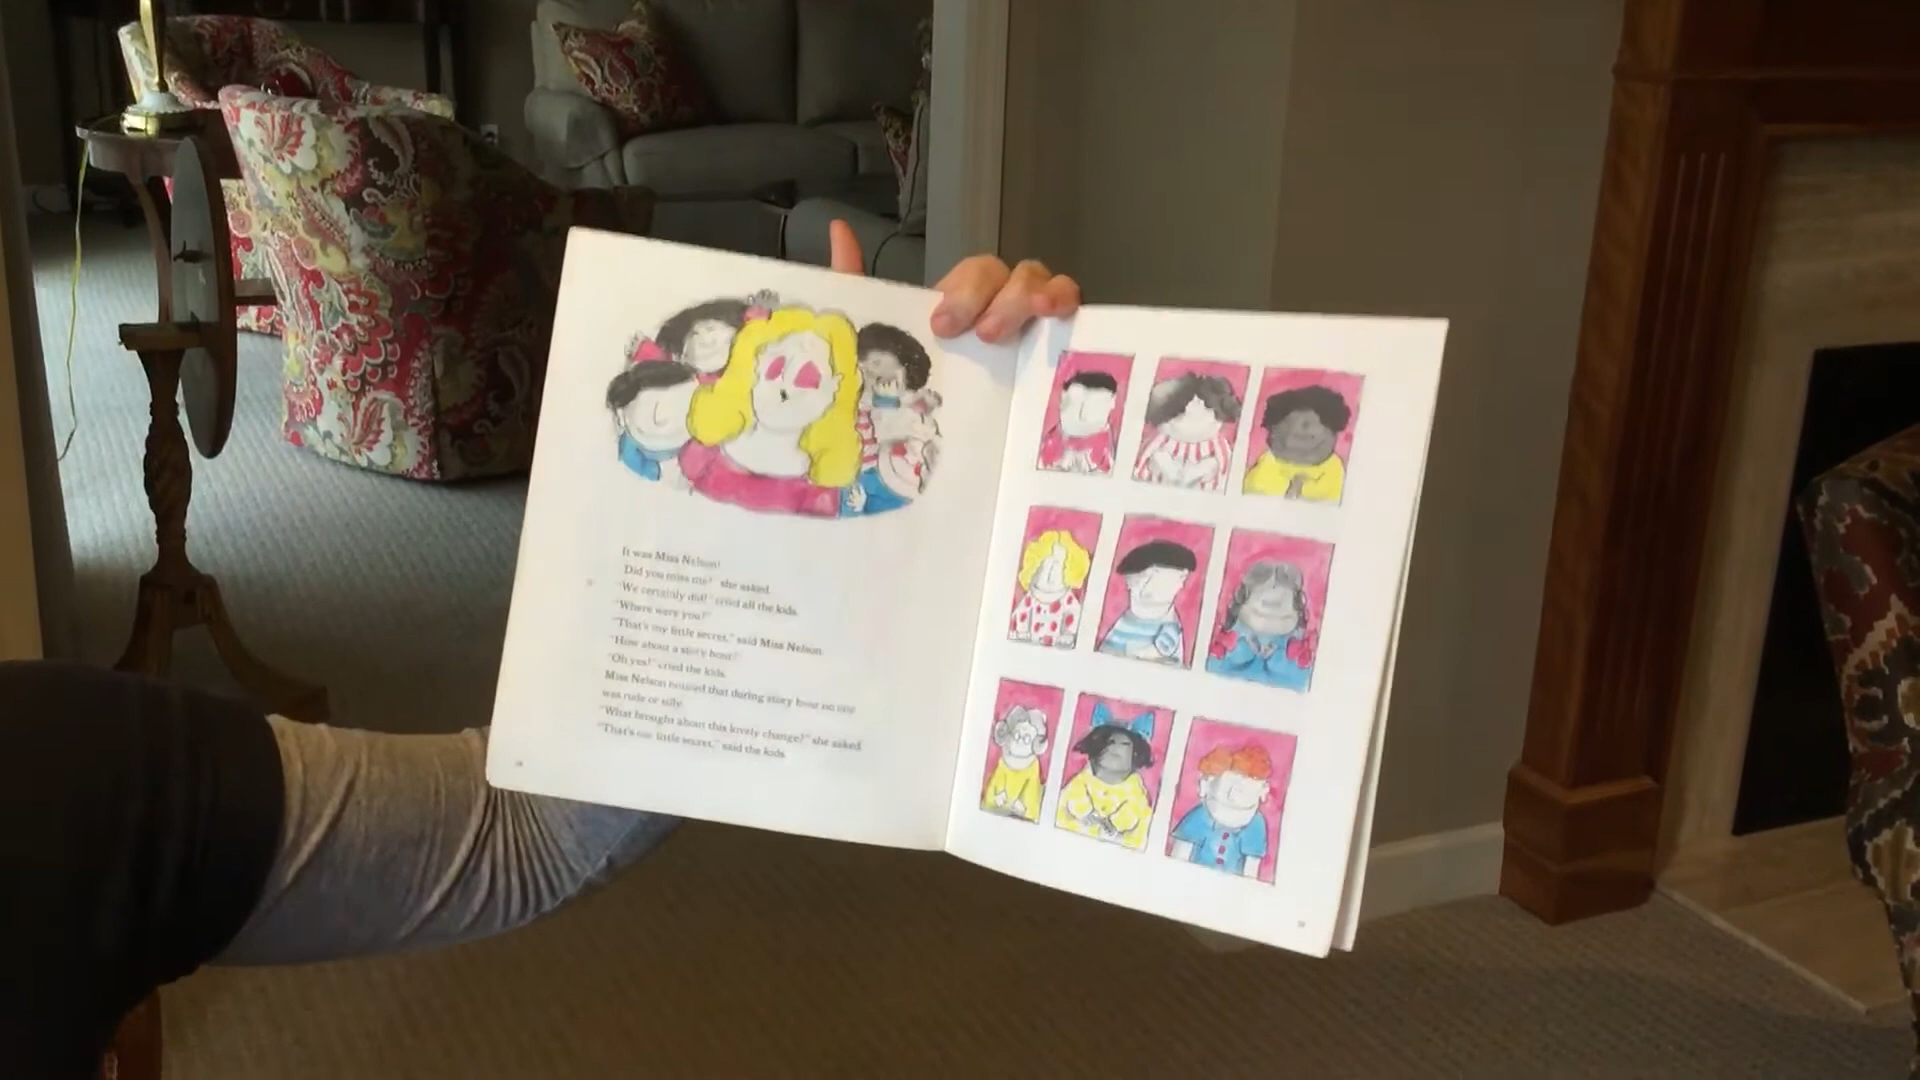 It was Miss Nelson!
"Did you miss me?" she asked.
"We certainly did!" cried all the kids.
"Where were you?"
"That's my little secret," said Miss Nelson.
"How about a story hour?"
"Oh yes!" cried the kids.
Miss Nelson noticed that during story hour no one
was rude or silly.
"What brought about this lovely change?" she asked.
"That's our little secret," said the kids.